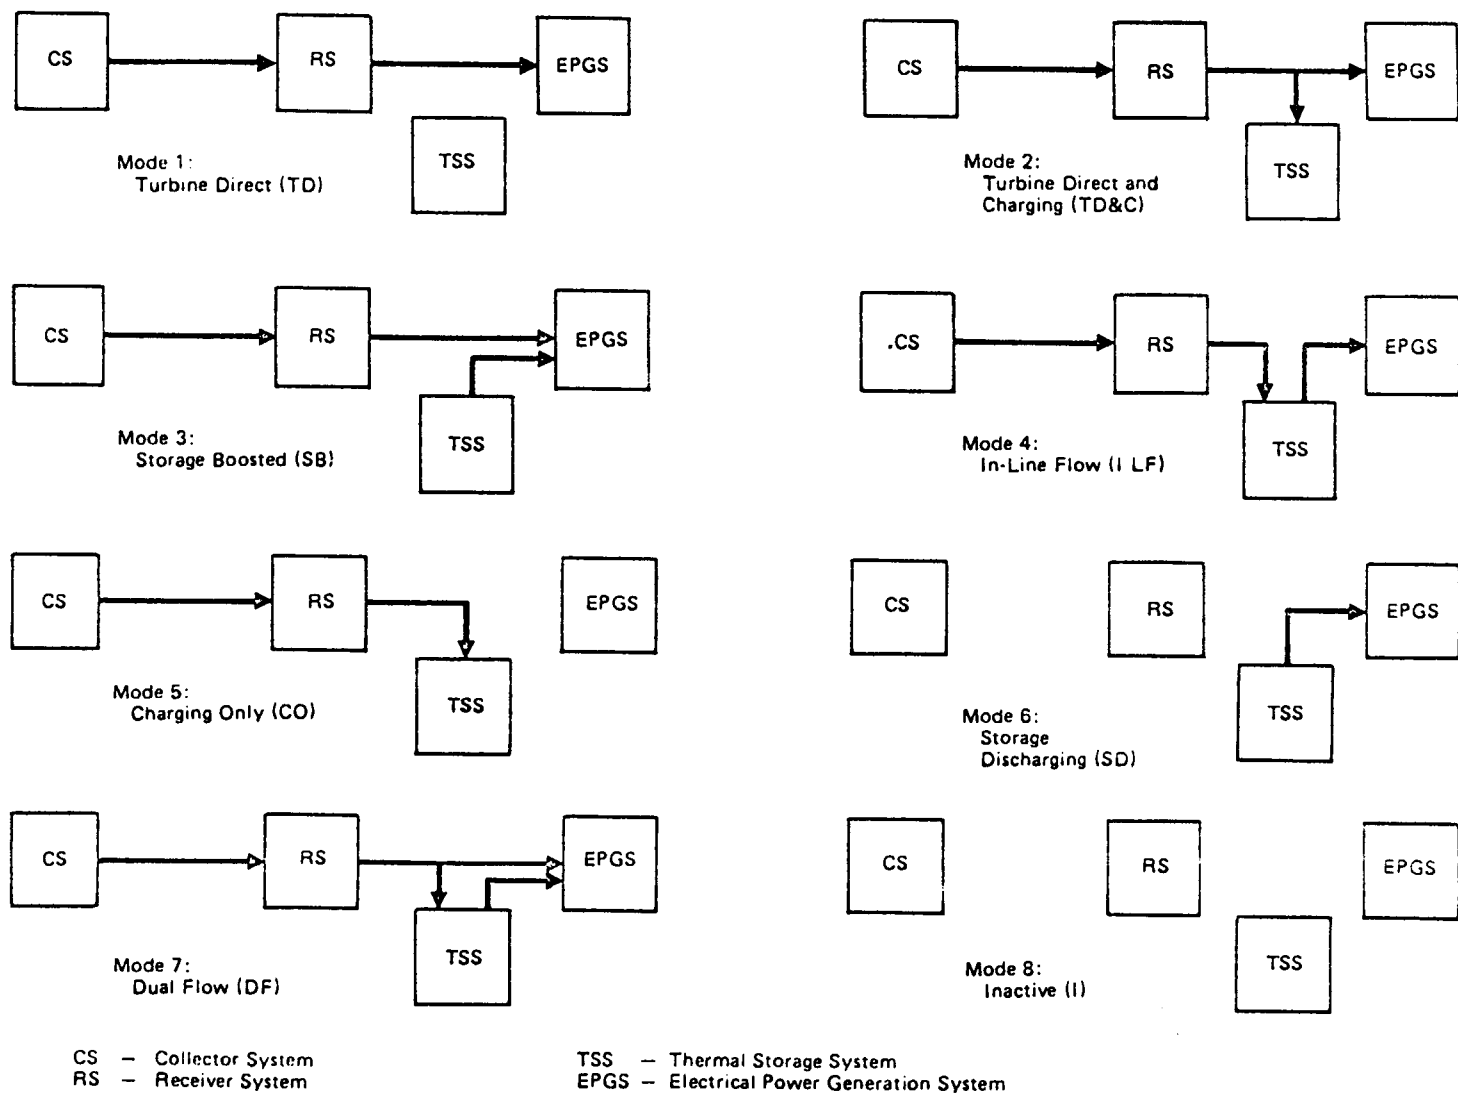 CS
RS
EPGS
TSS
Mode 1:
Turbine Direct (TD)
CS
RS
EPGS
TSS
Mode 2:
Turbine Direct and
Charging (TD&C)
CS
RS
EPGS
TSS
Mode 3:
Storage Boosted (SB)
.CS
RS
EPGS
TSS
Mode 4:
In-Line Flow (I LF)
CS
RS
EPGS
TSS
Mode 5:
Charging Only (CO)
CS
RS
EPGS
TSS
Mode 6:
Storage
Discharging (SD)
CS
RS
EPGS
TSS
Mode 7:
Dual Flow (DF)
CS
RS
EPGS
TSS
Mode 8:
Inactive (I)
CS – Collector System
RS – Receiver System
TSS – Thermal Storage System
EPGS – Electrical Power Generation System